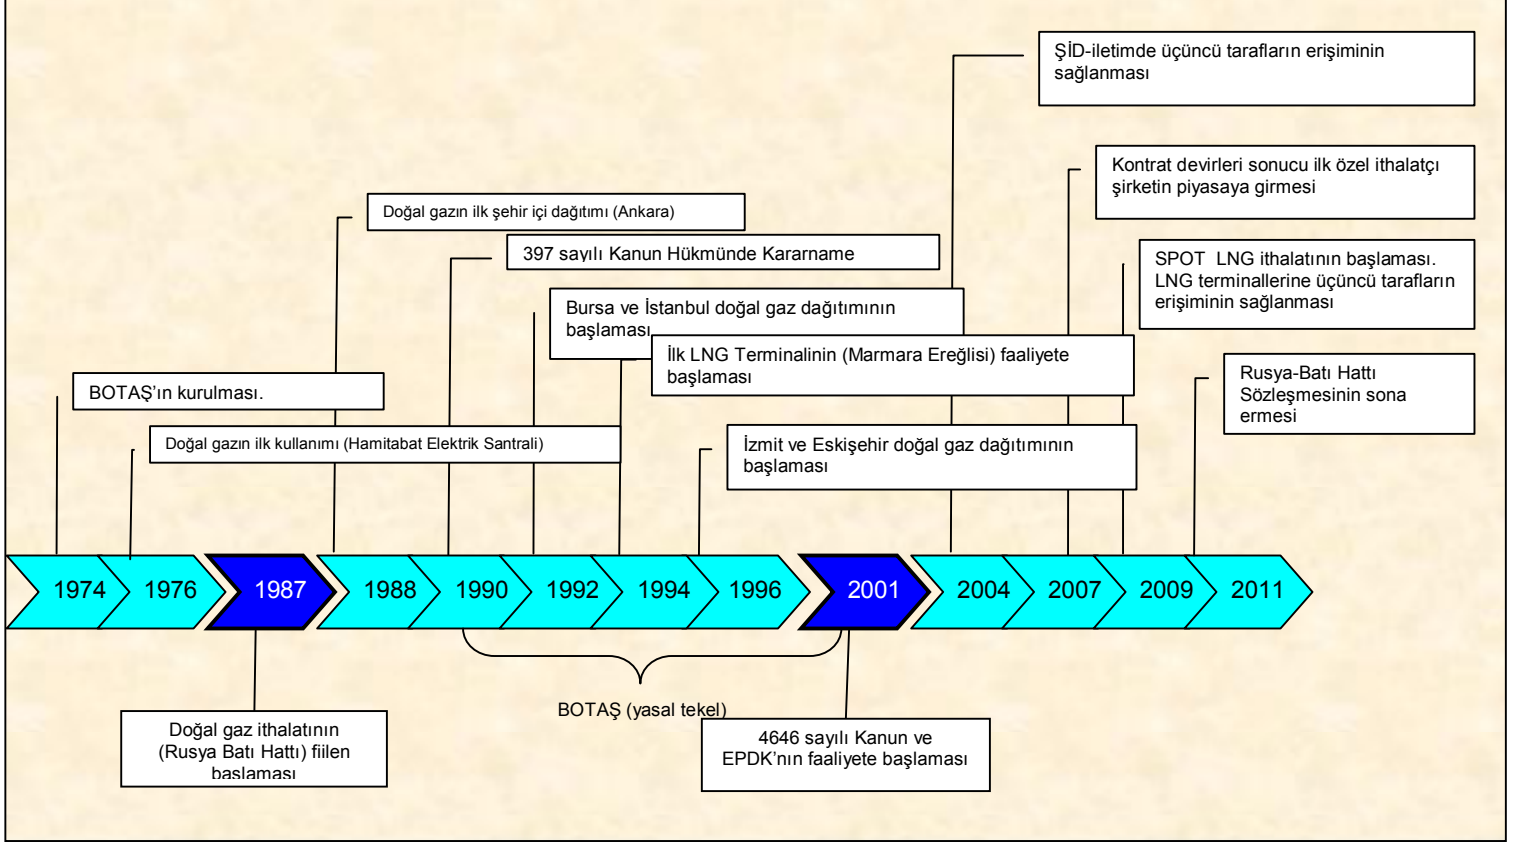 ŞİD-iletimde üçüncü tarafların erişiminin
sağlanması
Kontrat devirleri sonucu ilk özel ithalatçı
şirketin piyasaya girmesi
Doğal gazın ilk şehir içi dağıtımı (Ankara)
397 sayılı Kanun Hükmünde Kararname
SPOT LNG ithalatının başlaması.
LNG terminallerine üçüncü tarafların
erişiminin sağlanması
Bursa ve İstanbul doğal gaz dağıtımının
başlaması
İlk LNG Terminalinin (Marmara Ereğlisi) faaliyete
başlaması
Rusya-Batı Hattı
Sözleşmesinin sona
ermesi
BOTAŞ’ın kurulması.
Doğal gazın ilk kullanımı (Hamitabat Elektrik Santrali)
İzmit ve Eskişehir doğal gaz dağıtımının
başlaması
1974
1976
1987
1988
1990
1992
1994
1996
2001
2004
2007
2009
2011
BOTAŞ (yasal tekel)
Doğal gaz ithalatının
(Rusya Batı Hattı) fiilen
başlaması
4646 sayılı Kanun ve
EPDK’nın faaliyete başlaması